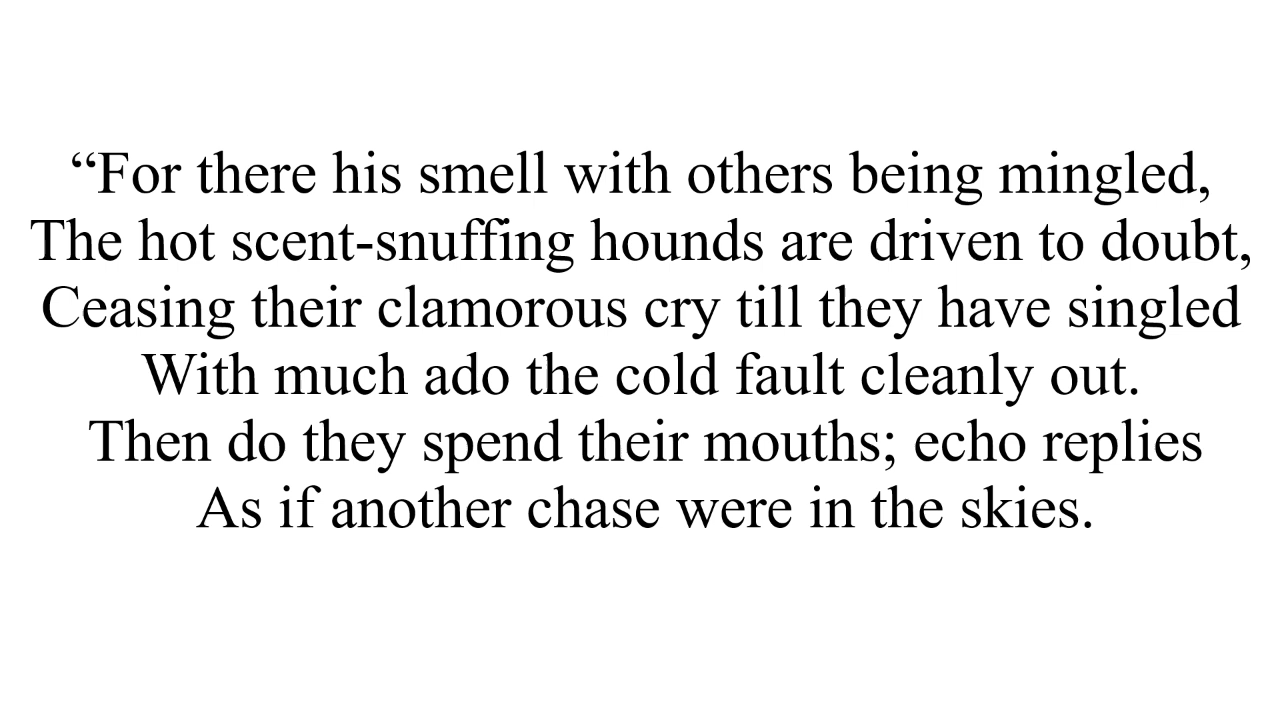 “For there his smell with others being mingled,
The hot scent-snuffing hounds are driven to doubt,
Ceasing their clamorous cry till they have singled
With much ado the cold fault cleanly out.
Then do they spend their mouths; echo replies
As if another chase were in the skies.